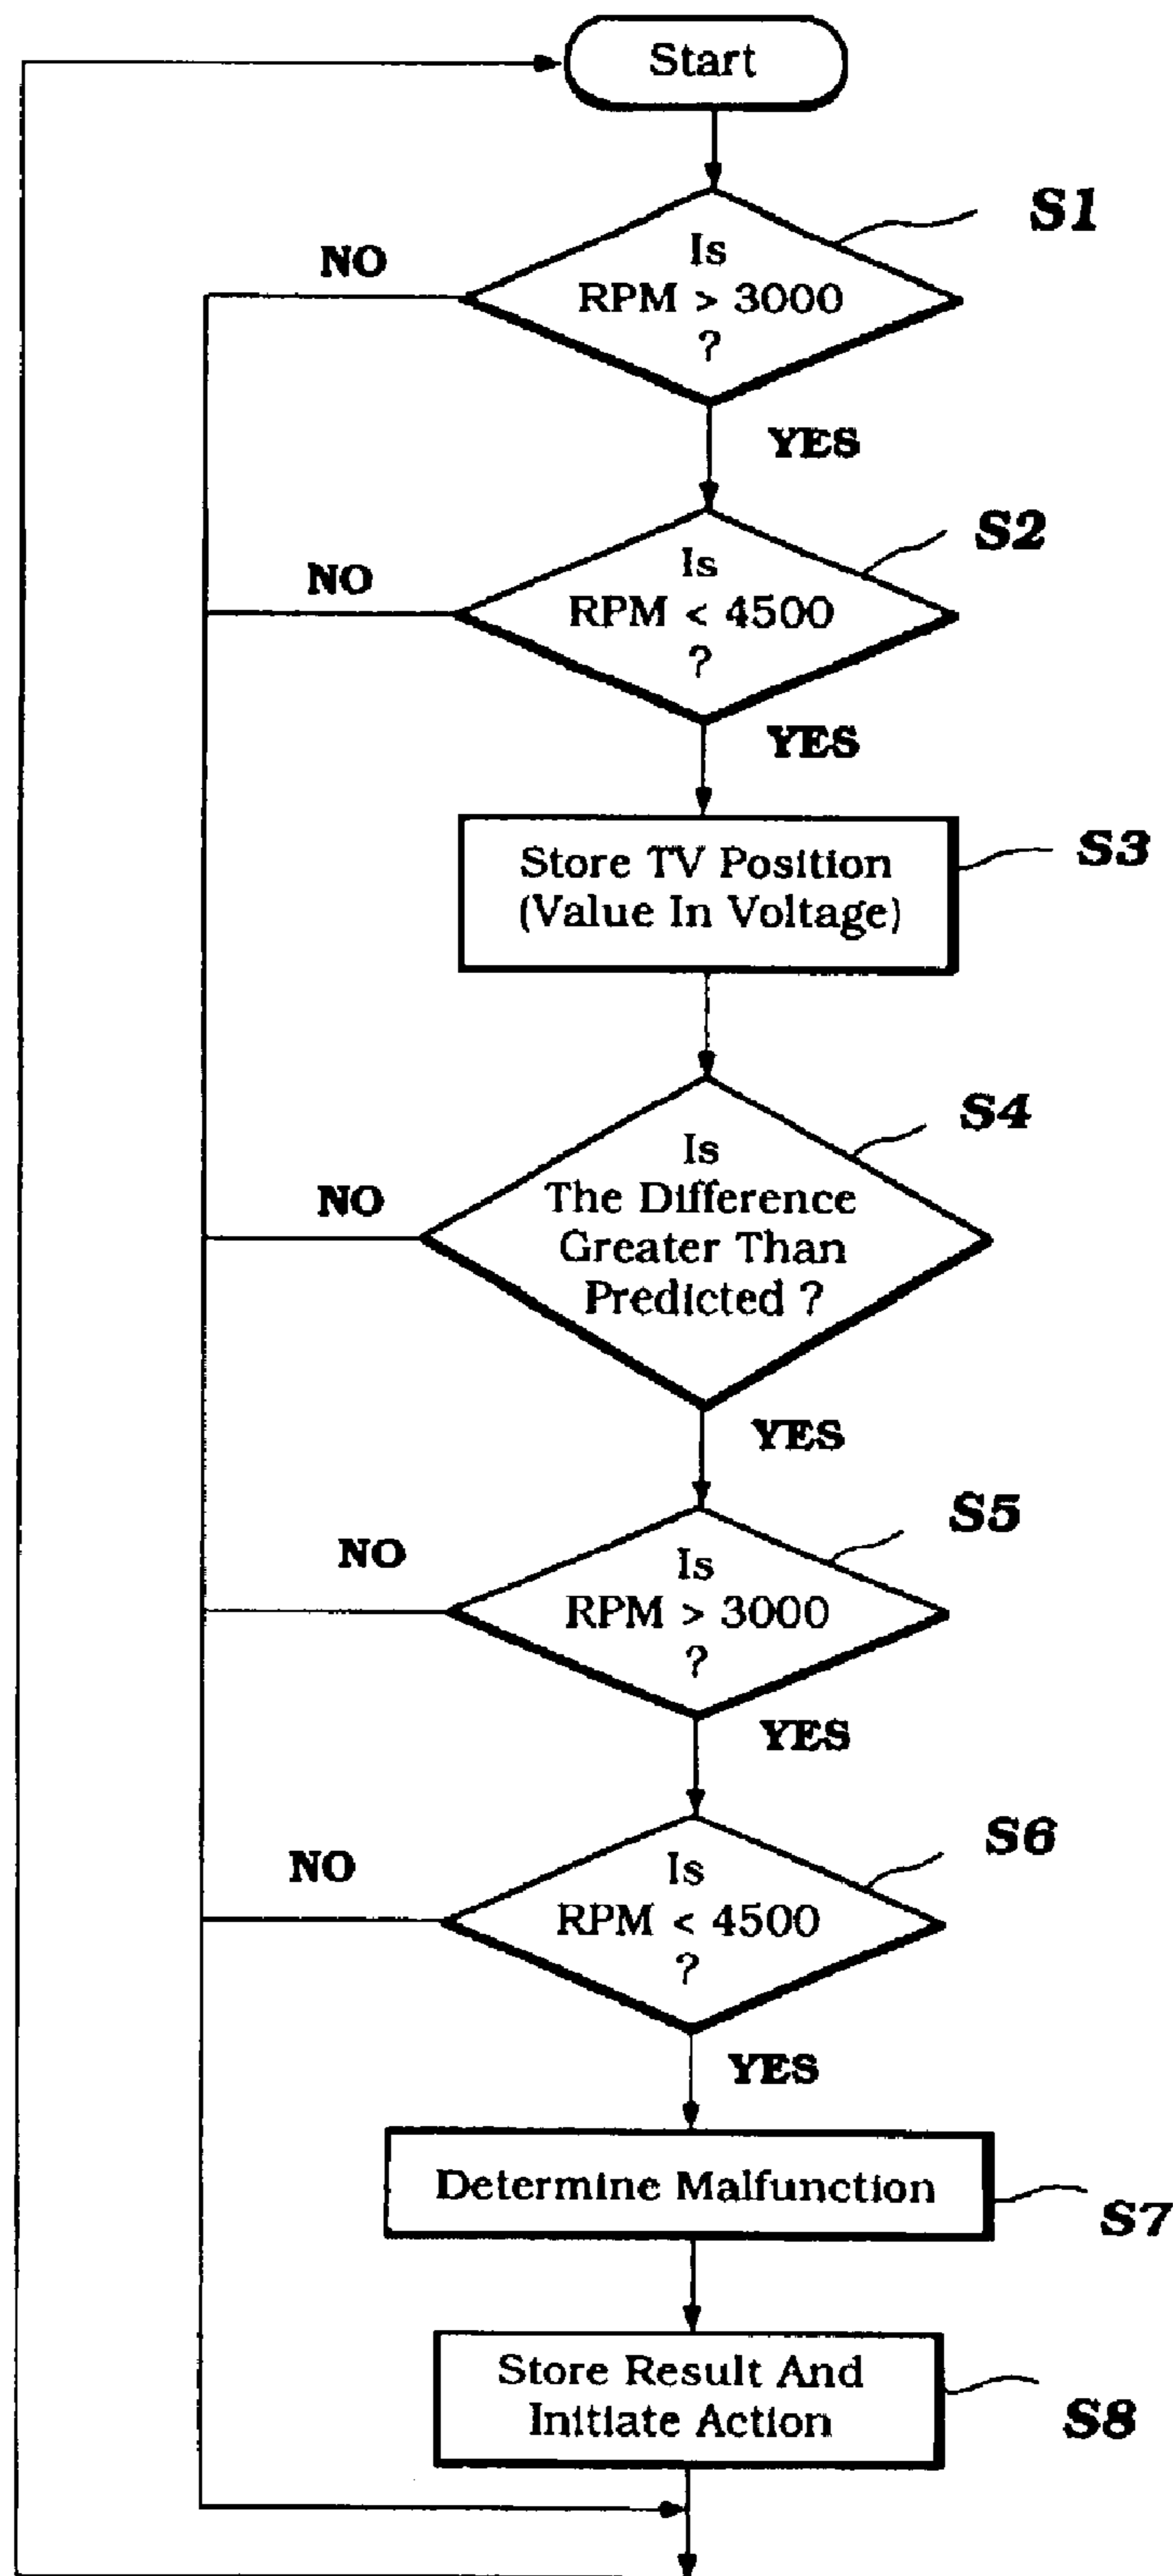 Start
S1
Is
NO
RPM > 3000
?
YES
S2
Is
NO
RPM < 4500
?
YES
Store TV Position
(Value In Voltage)
S3
S4
Is
NO
The Difference
Greater Than
Predicted ?
YES
S5
NO
Is
RPM > 3000
?
YES
S6
NO
Is
RPM < 4500
?
YES
Determine Malfunction
S7
Store Result And
Initiate Action
S8